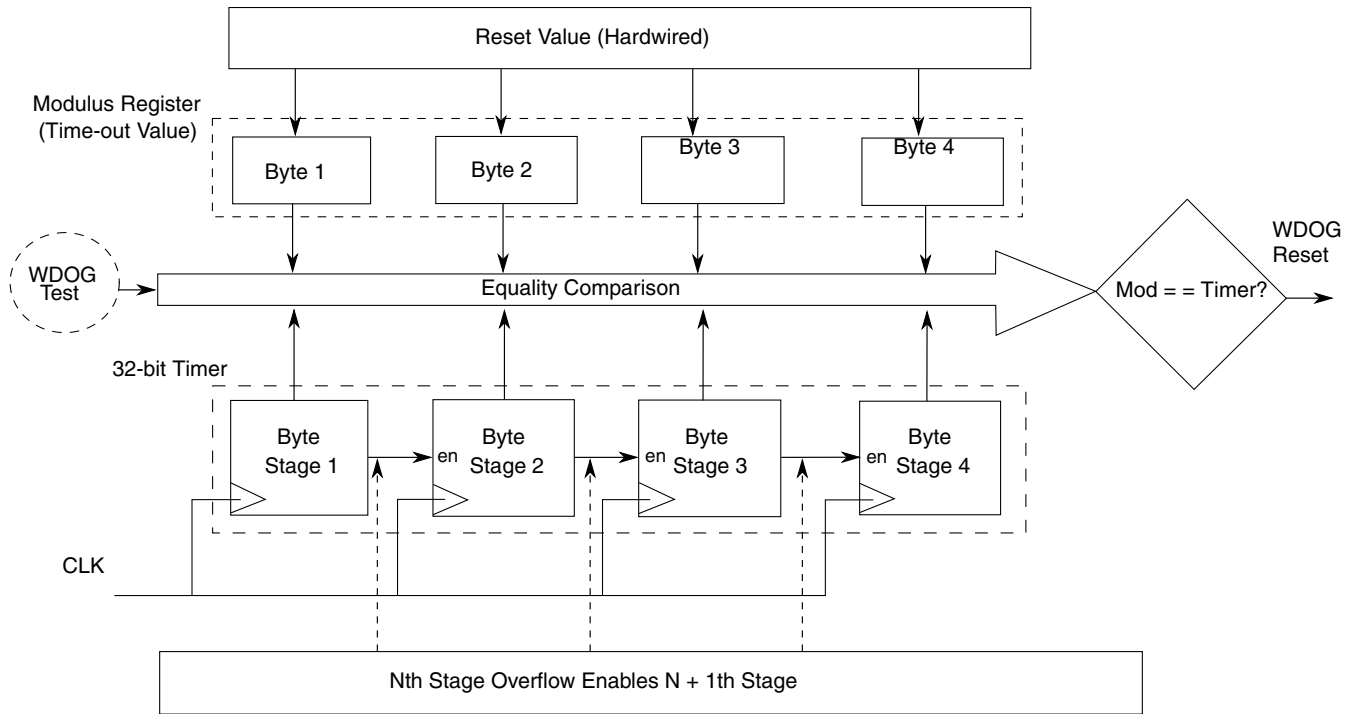 Reset Value (Hardwired)
Modulus Register
(Time-out Value)
Byte 1
Byte 2
Byte 3
Byte 4
WDOG
Test
Equality Comparison
Mod = = Timer?
WDOG
Reset
32-bit Timer
Byte
Stage 1
en
Byte
Stage 2
en
Byte
Stage 3
en
Byte
Stage 4
CLK
Nth Stage Overflow Enables N + 1th Stage